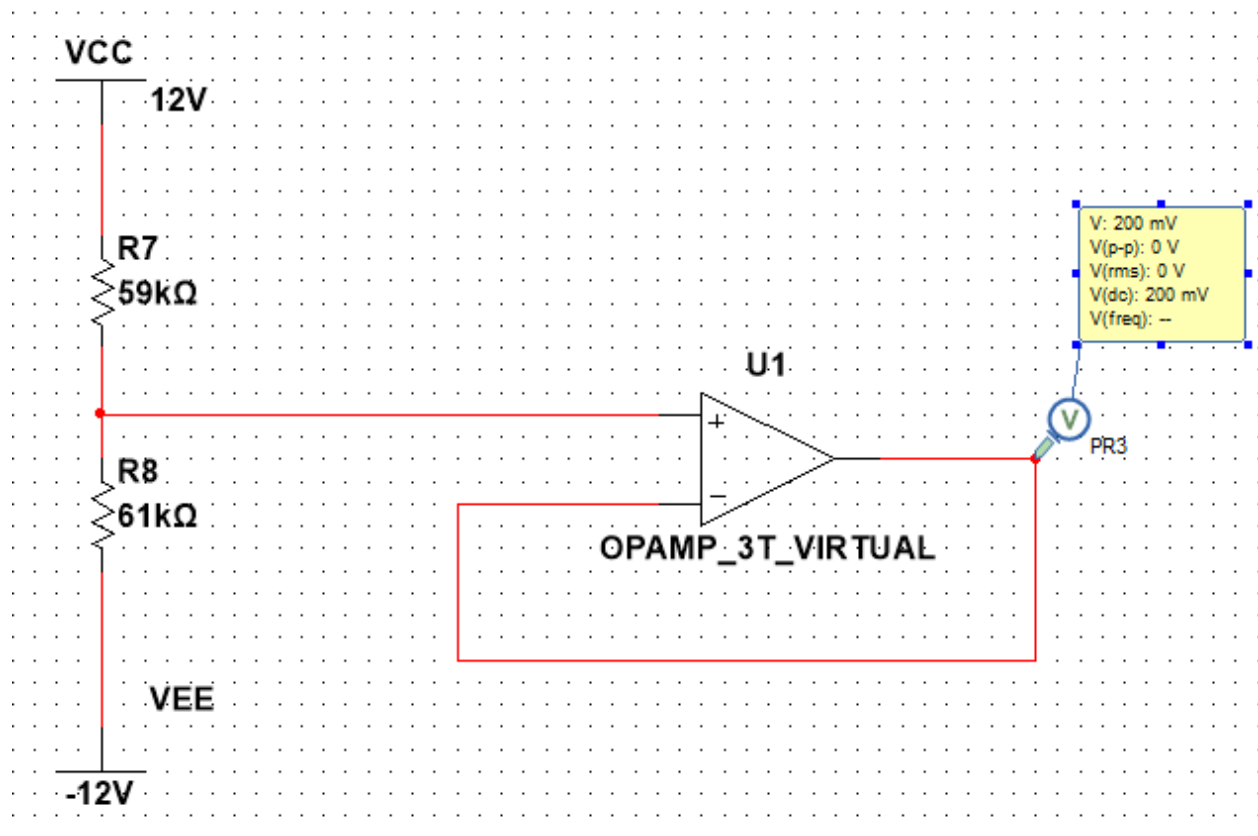 VCC
12V
R7
59kΩ
V: 200 mV
V(p-p): 0 V
V(rms): 0 V
V(dc): 200 mV
V(freq): --
U1
+
PR3
V
R8
61kΩ
−
OPAMP_3T_VIRTUAL
VEE
-12V